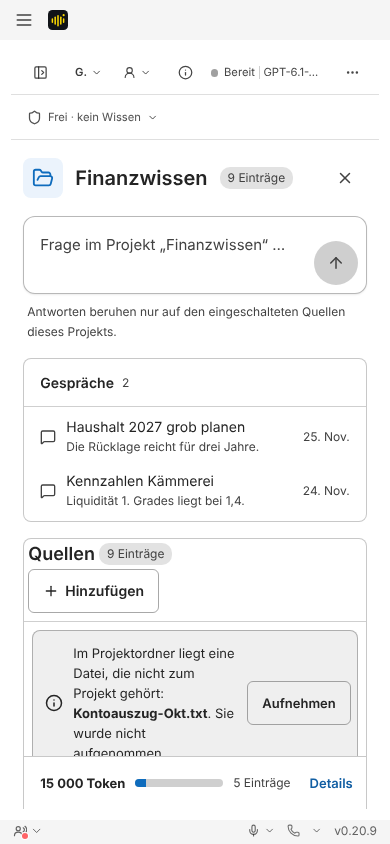 G.
Bereit
GPT-6.1-...
Frei · kein Wissen
Finanzwissen
9 Einträge
Frage im Projekt „Finanzwissen“ ...
Antworten beruhen nur auf den eingeschalteten Quellen
dieses Projekts.
Gespräche 2
Haushalt 2027 grob planen
25. Nov.
Die Rücklage reicht für drei Jahre.
Kennzahlen Kämmerei
24. Nov.
Liquidität 1. Grades liegt bei 1,4.
Quellen 9 Einträge
Hinzufügen
Im Projektordner liegt eine
Datei, die nicht zum
Projekt gehört:
Kontoauszug-Okt.txt. Sie
wurde nicht
aufgenommen
Aufnehmen
15 000 Token
5 Einträge
Details
v0.20.9